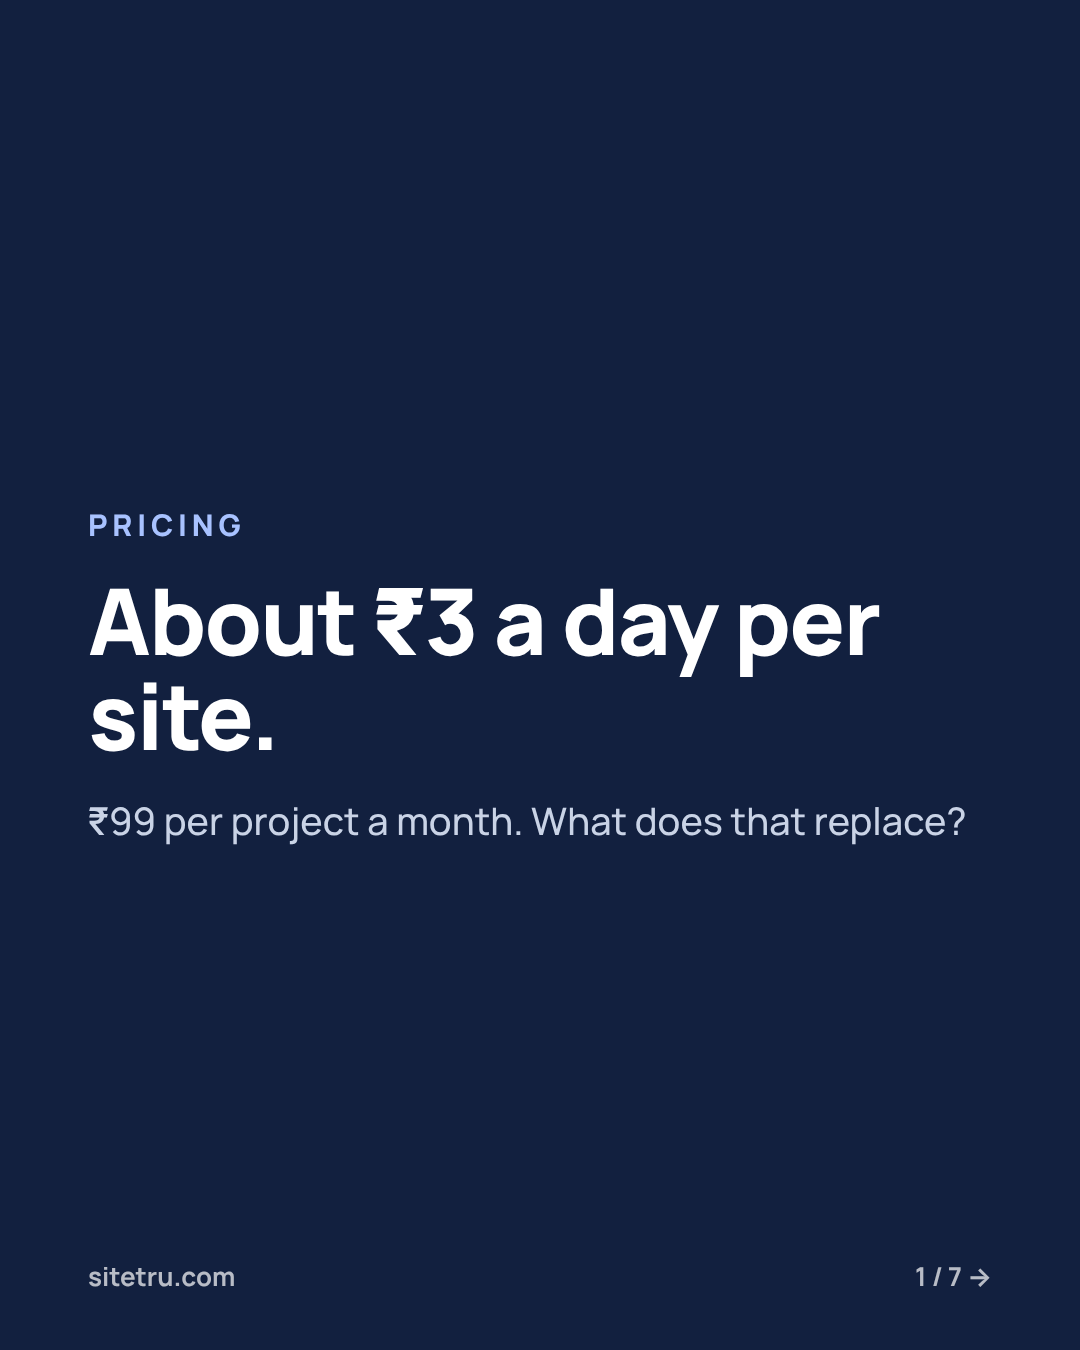 PRICING
About ₹3 a day per
site.
₹99 per project a month. What does that replace?
sitetru.com
1 / 7 →